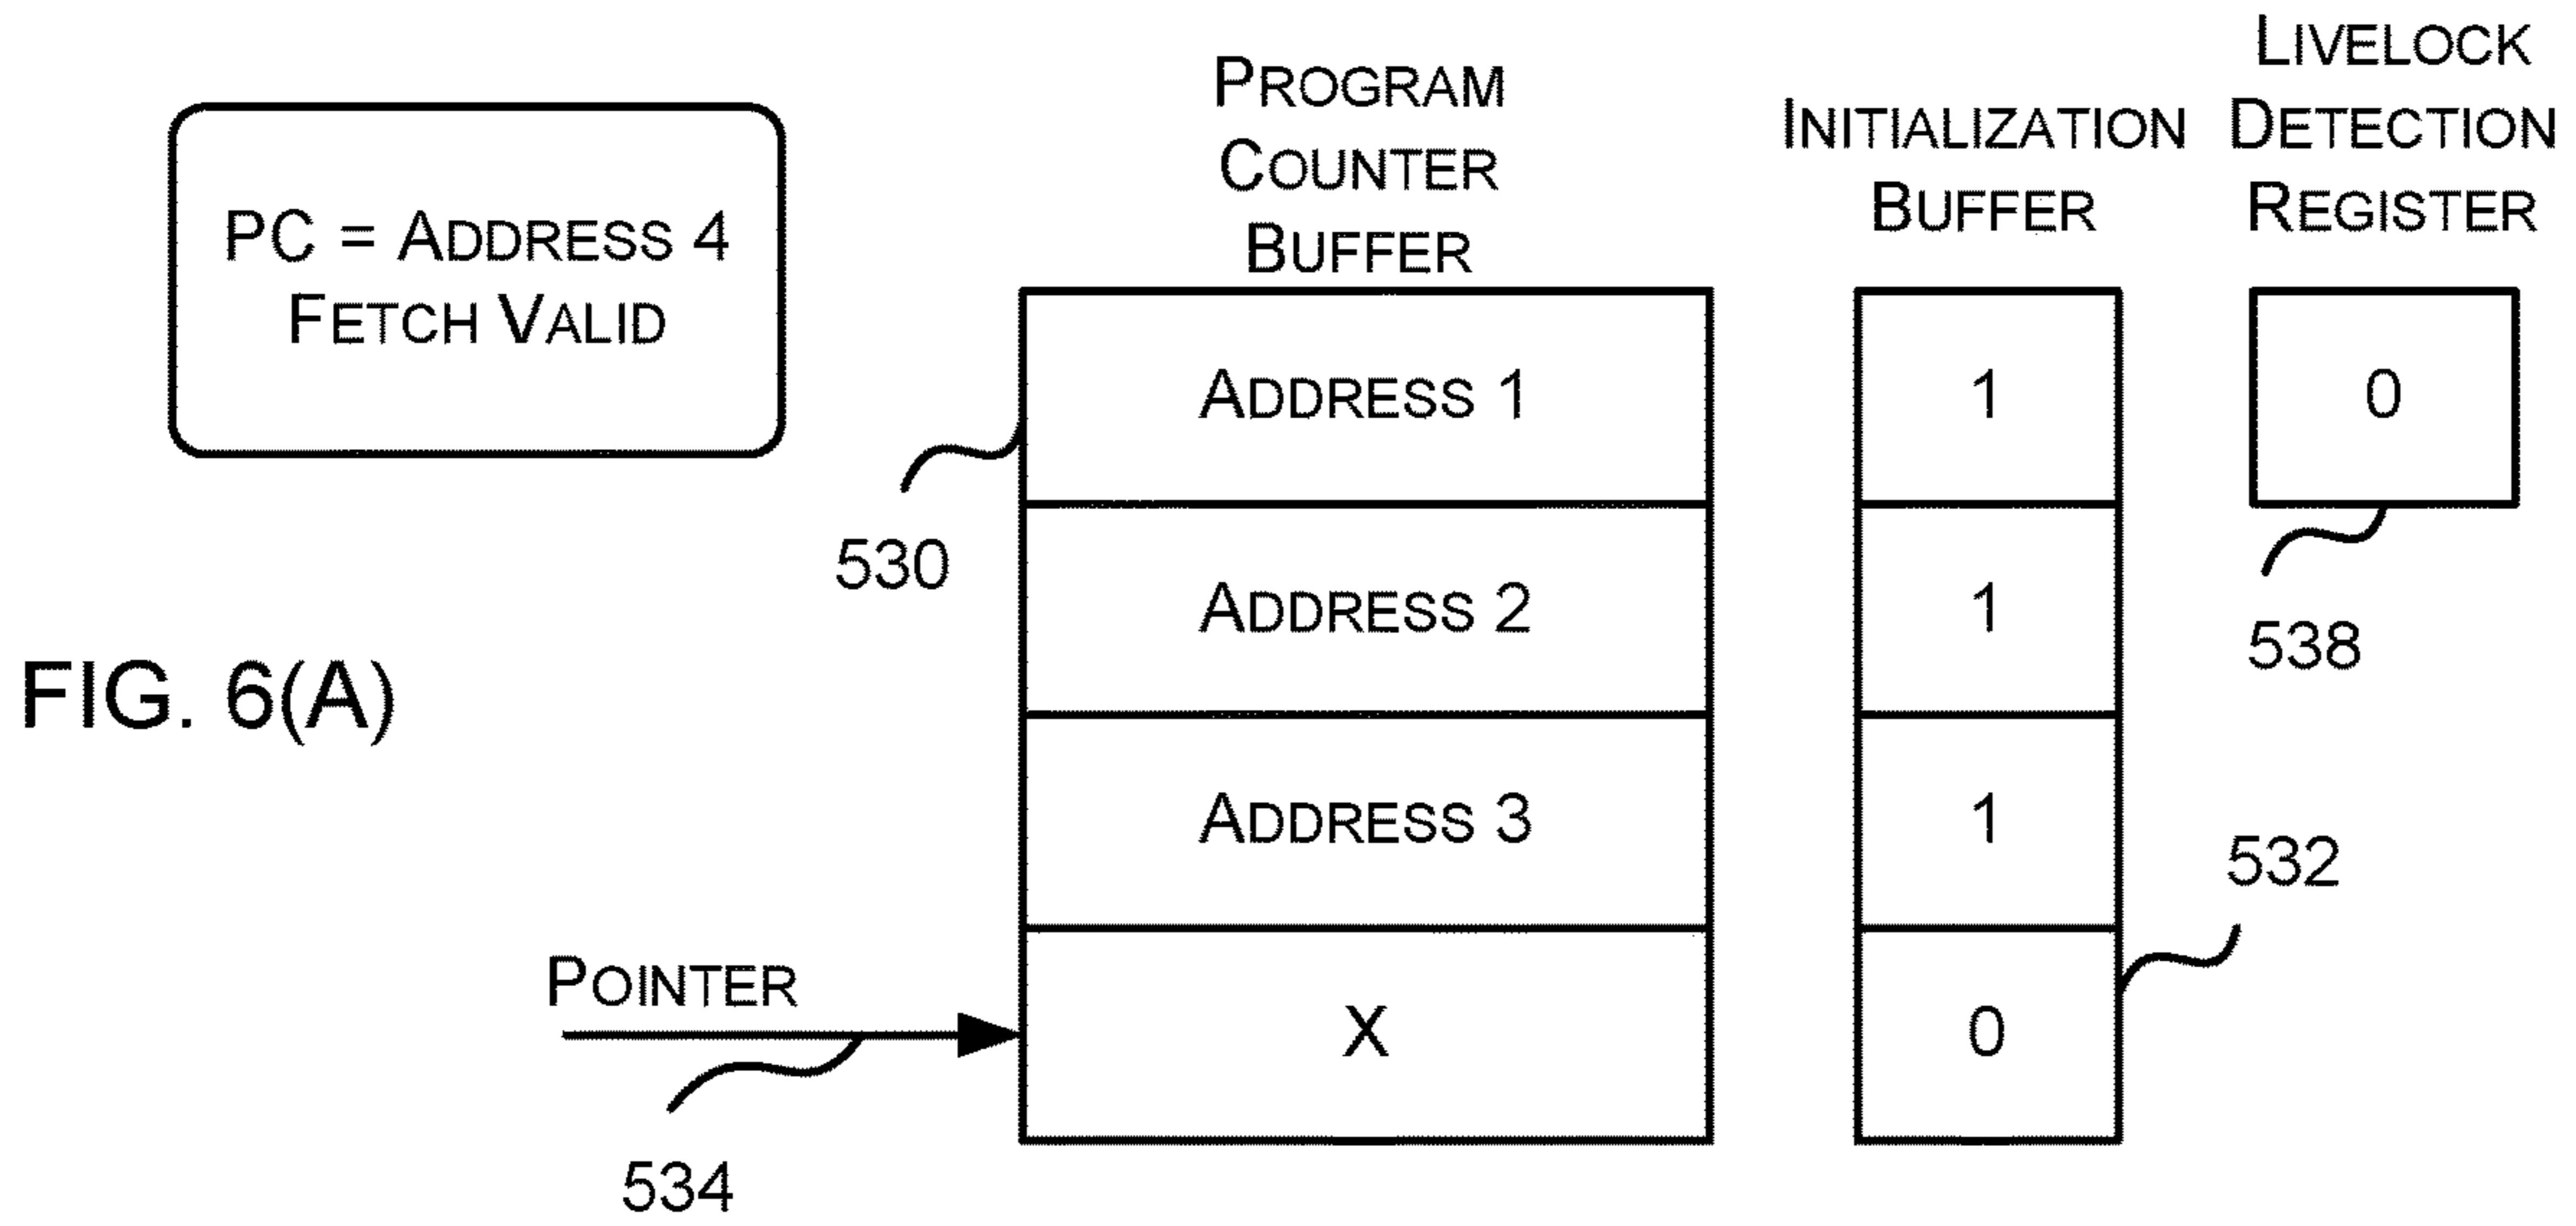 PC = ADDRESS 4
FETCH VALID
PROGRAM
COUNTER
BUFFER
INITIALIZATION
BUFFER
LIVELOCK
DETECTION
REGISTER
ADDRESS 1
1
0
530
ADDRESS 2
1
538
FIG. 6(A)
ADDRESS 3
1
532
POINTER
X
0
534